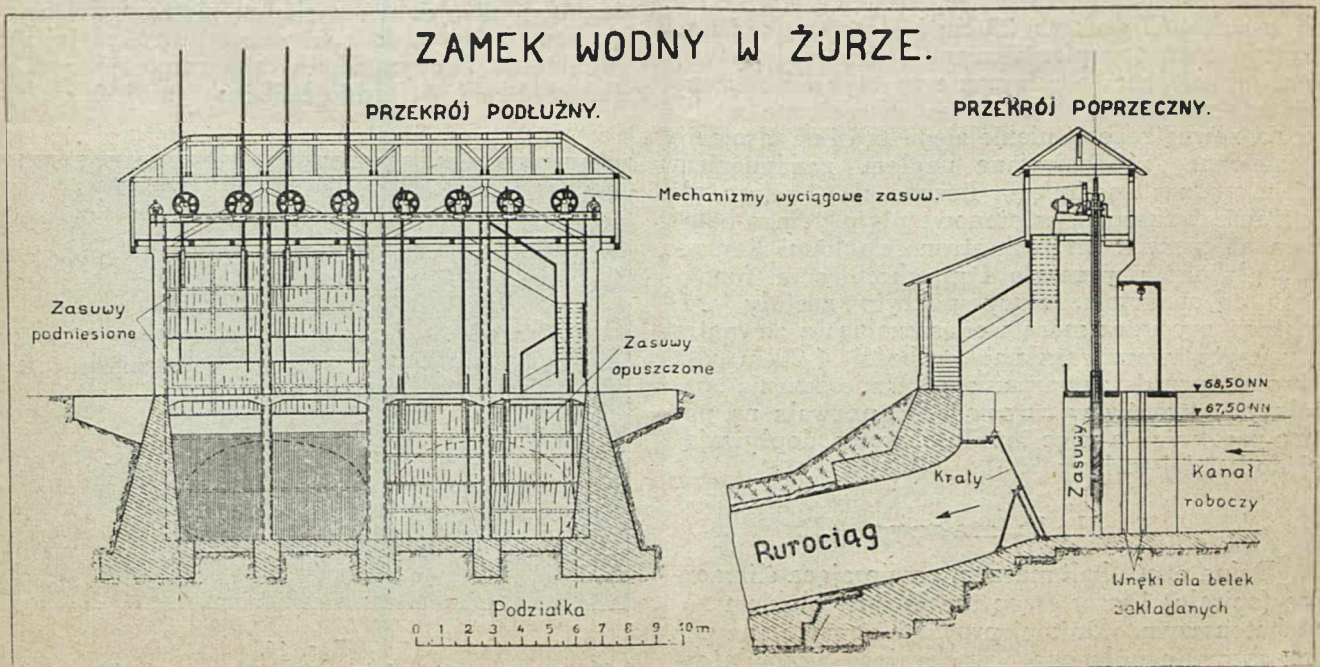 ZAMEK WODNY W ŻURZE.
PRZEKRÓJ PODŁUŻNY.
PRZEKRÓJ POPRZECZNY.
Mechanizmy wyciągowe zasuw.
Zasuwy
podniesione
Zasuwy
opuszczone
68,50 NN
67,50 NN
Zasuwy
Kanał
roboczy
Kraty
Rurociąg
Wnęki dla belek
zakładanych
Podziałka
0 1 2 3 4 5 6 7 8 9 10 m